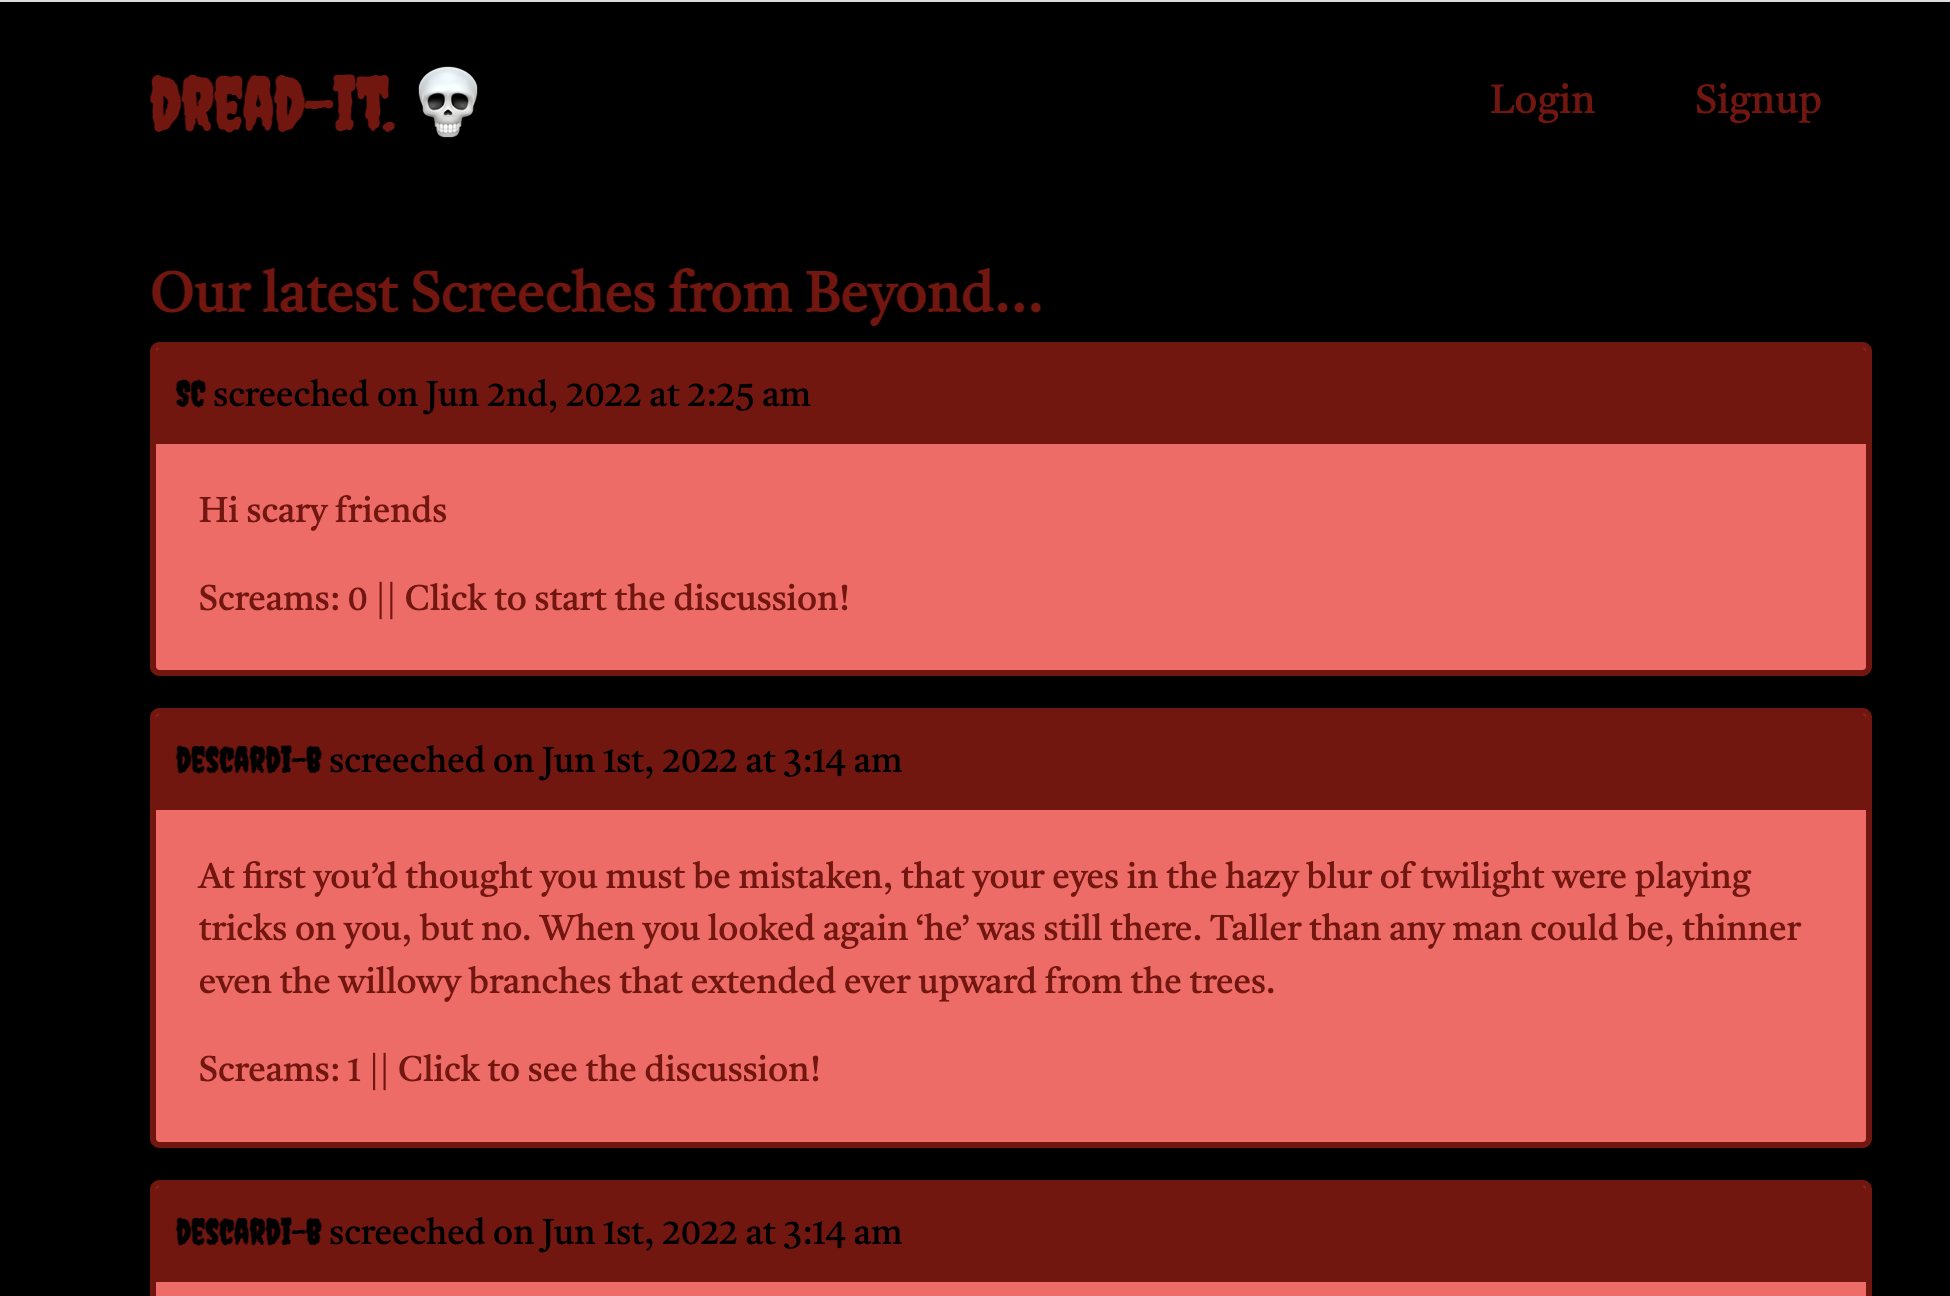 DREAD-IT. 💀
Login Signup
Our latest Screeches from Beyond...
SC screeched on Jun 2nd, 2022 at 2:25 am
Hi scary friends
Screams: 0 || Click to start the discussion!
DESCARDI-B screeched on Jun 1st, 2022 at 3:14 am
At first you’d thought you must be mistaken, that your eyes in the hazy blur of twilight were playing
tricks on you, but no. When you looked again ‘he’ was still there. Taller than any man could be, thinner
even the willowy branches that extended ever upward from the trees.
Screams: 1 || Click to see the discussion!
DESCARDI-B screeched on Jun 1st, 2022 at 3:14 am